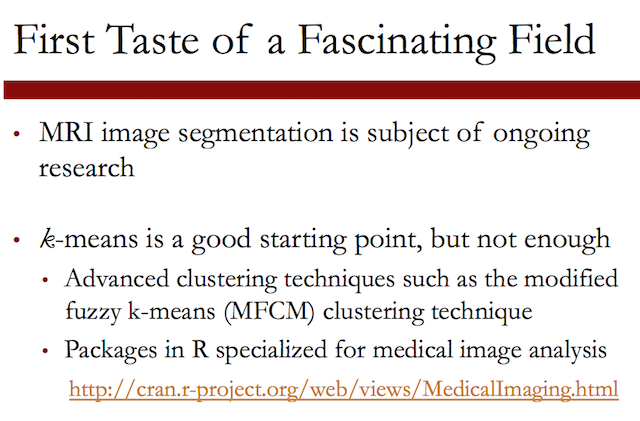 First Taste of a Fascinating Field
• MRI image segmentation is subject of ongoing
research
• k-means is a good starting point, but not enough
• Advanced clustering techniques such as the modified
fuzzy k-means (MFCM) clustering technique
• Packages in R specialized for medical image analysis
http://cran.r-project.org/web/views/MedicalImaging.html